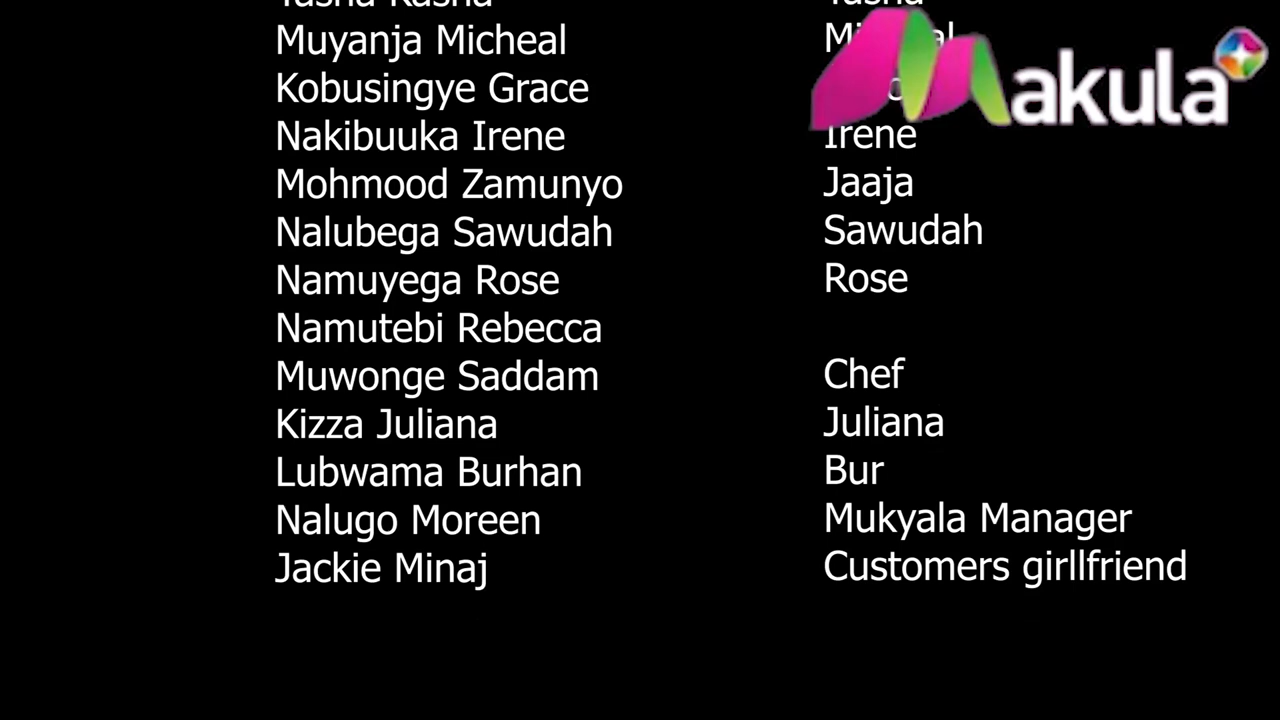 Muyanja Micheal
Kobusingye Grace
Nakibuuka Irene Irene
Mohmood Zamunyo Jaaja
Nalubega Sawudah Sawudah
Namuyega Rose Rose
Namutebi Rebecca
Muwonge Saddam Chef
Kizza Juliana Juliana
Lubwama Burhan Bur
Nalugo Moreen Mukyala Manager
Jackie Minaj Customers girllfriend
Makula